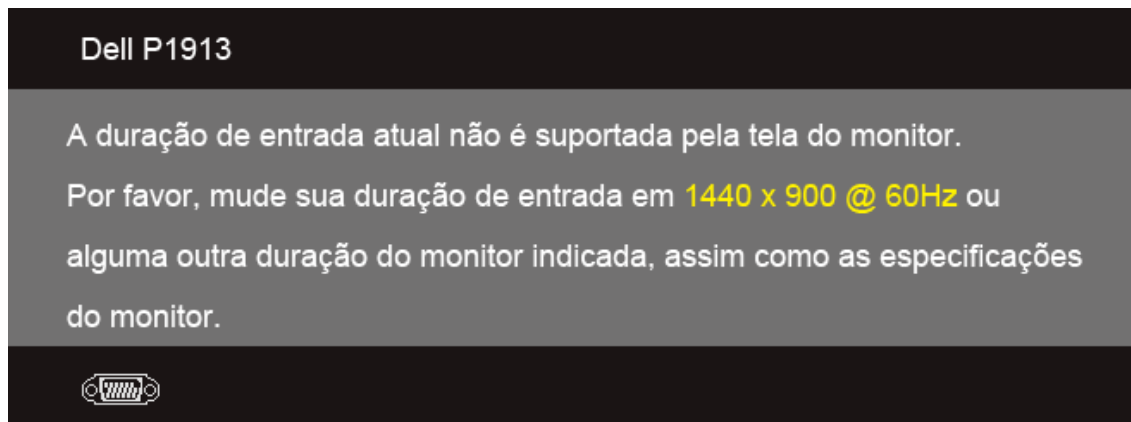 Dell P1913
A duração de entrada atual não é suportada pela tela do monitor.
Por favor, mude sua duração de entrada em 1440 x 900 @ 60Hz ou
alguma outra duração do monitor indicada, assim como as especificações
do monitor.